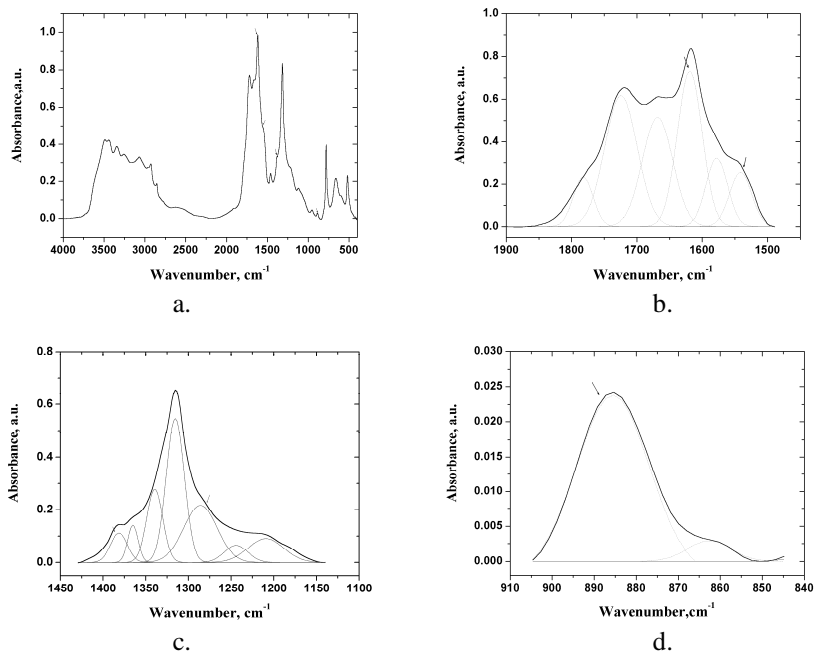 1.0
0.8
0.6
0.4
0.2
0.0
Absorbance,a.u.
4000 3500 3000 2500 2000 1500 1000 500
Wavenumber, cm-1
a.
1.0
0.8
0.6
0.4
0.2
0.0
Absorbance, a.u.
1900 1800 1700 1600 1500
Wavenumber, cm-1
b.
0.8
0.6
0.4
0.2
0.0
Absorbance, a.u.
1450 1400 1350 1300 1250 1200 1150 1100
Wavenumber, cm-1
c.
0.030
0.025
0.020
0.015
0.010
0.005
0.000
Absorbance, a.u.
910 900 890 880 870 860 850 840
Wavenumber,cm-1
d.